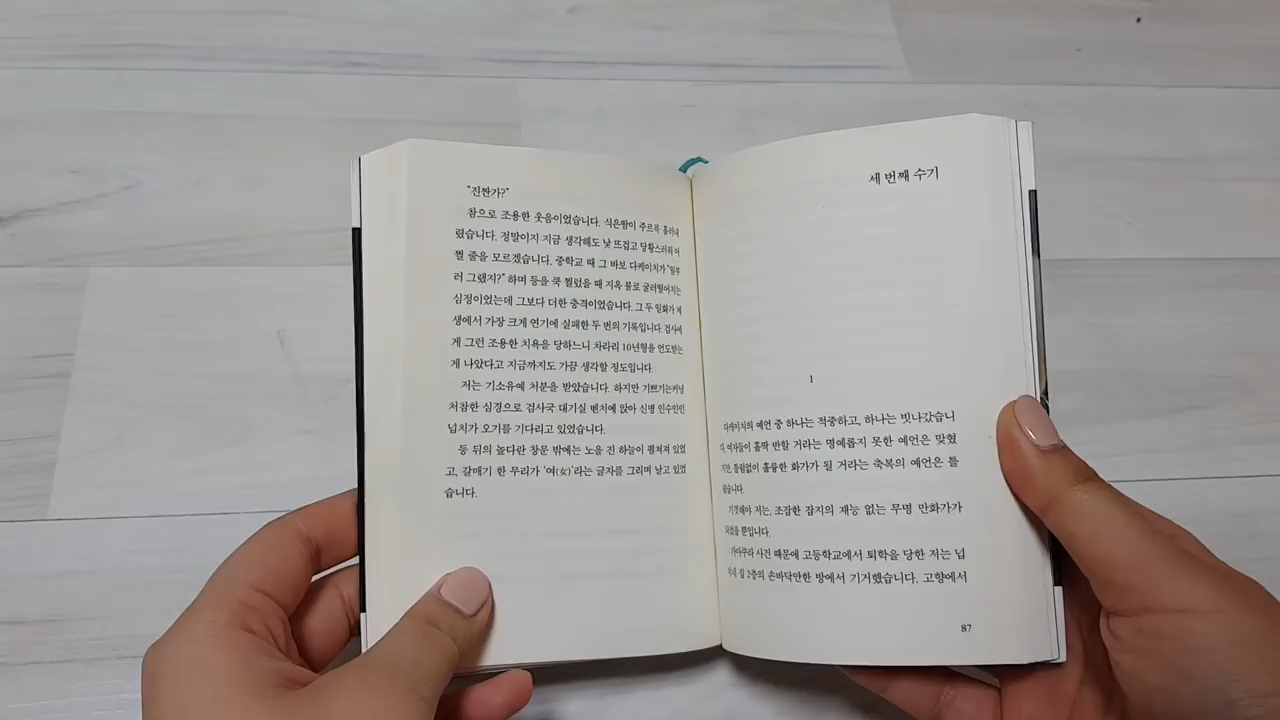 "진짠가?"
참으로 조용한 웃음이었습니다. 식은땀이 주르륵 흘러내
렸습니다. 정말이지 지금 생각해도 낯 뜨겁고 당황스러워 어
쩔 줄을 모르겠습니다. 중학교 때 그 바보 다케이치가 "일부
러 그랬지?" 하며 등을 쿡 찔렀을 때 지옥 불로 굴러떨어지는
심정이었는데 그보다 더한 충격이었습니다. 그 두 일화가 제
생에서 가장 크게 연기에 실패한 두 번의 기록입니다. 검사에
게 그런 조용한 치욕을 당하느니 차라리 10년형을 언도받는
게 나았다고 지금까지도 가끔 생각할 정도입니다.
저는 기소유예 처분을 받았습니다. 하지만 기쁘기는커녕
처참한 심경으로 검사국 대기실 벤치에 앉아 신병 인수인인
넙치가 오기를 기다리고 있었습니다.
등 뒤의 높다란 창문 밖에는 노을 진 하늘이 펼쳐져 있었
고, 갈매기 한 무리가 '여(女)'라는 글자를 그리며 날고 있었
습니다.
세 번째 수기
1
다케이치의 예언 중 하나는 적중하고, 하나는 빗나갔습니
다. 여자들이 홀딱 반할 거라는 명예롭지 못한 예언은 맞혔
지만, 틀림없이 훌륭한 화가가 될 거라는 축복의 예언은 틀
렸습니다.
기껏해야 저는, 조잡한 잡지의 재능 없는 무명 만화가가
되었을 뿐입니다.
가마쿠라 사건 때문에 고등학교에서 퇴학을 당한 저는 넙
치네 집 2층의 손바닥만한 방에서 기거했습니다. 고향에서
87